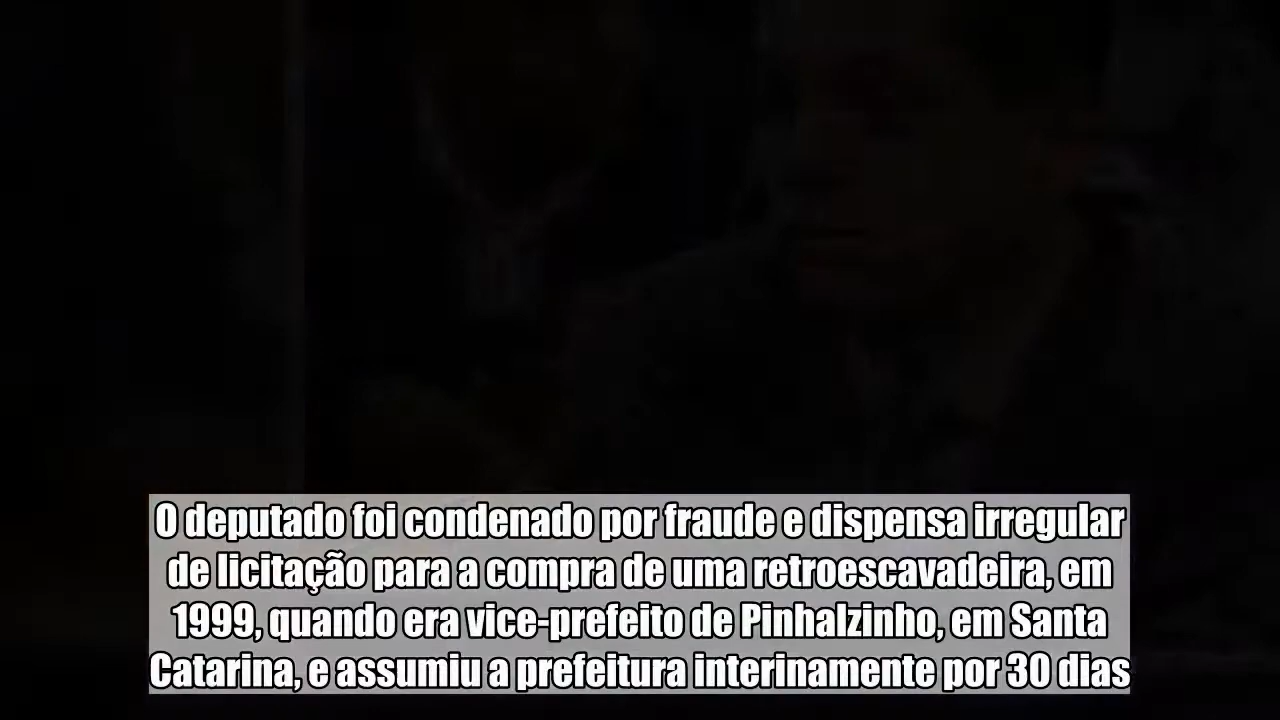 O deputado foi condenado por fraude e dispensa irregular
de licitação para a compra de uma retroescavadeira, em
1999, quando era vice-prefeito de Pinhalzinho, em Santa
Catarina, e assumiu a prefeitura interinamente por 30 dias